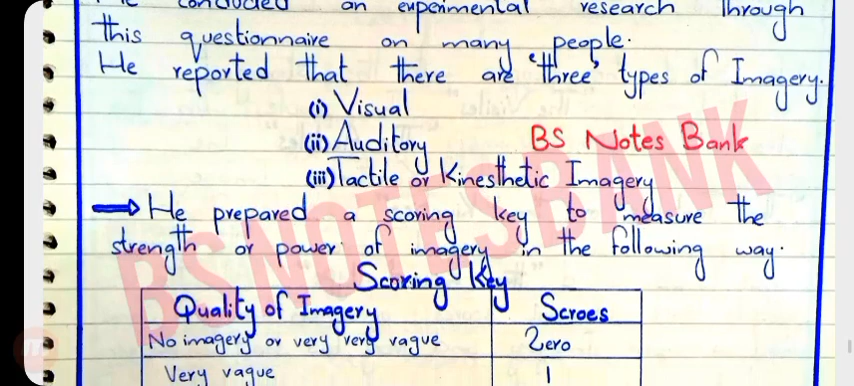 He concluded an experimental research through
this questionnaire on many people.
He reported that there are 'three' types of Imagery.
(i) Visual
(ii) Auditory
BS Notes Bank
(iii) Tactile or Kinesthetic Imagery
He prepared a scoring key to measure the
strength or power of imagery in the following way.
Scoring Key
Quality of Imagery Scroes
No imagery or very very vague Zero
Very vague 1
BSNOTESBANK